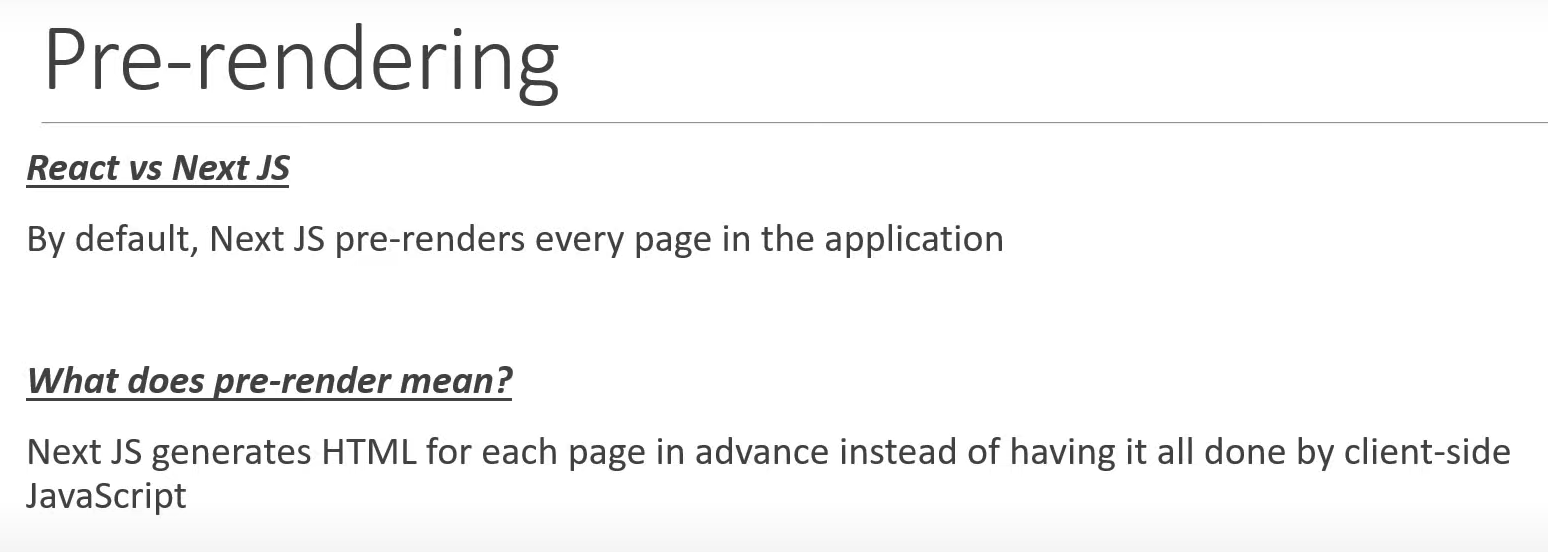 Pre-rendering
React vs Next JS
By default, Next JS pre-renders every page in the application
What does pre-render mean?
Next JS generates HTML for each page in advance instead of having it all done by client-side
JavaScript